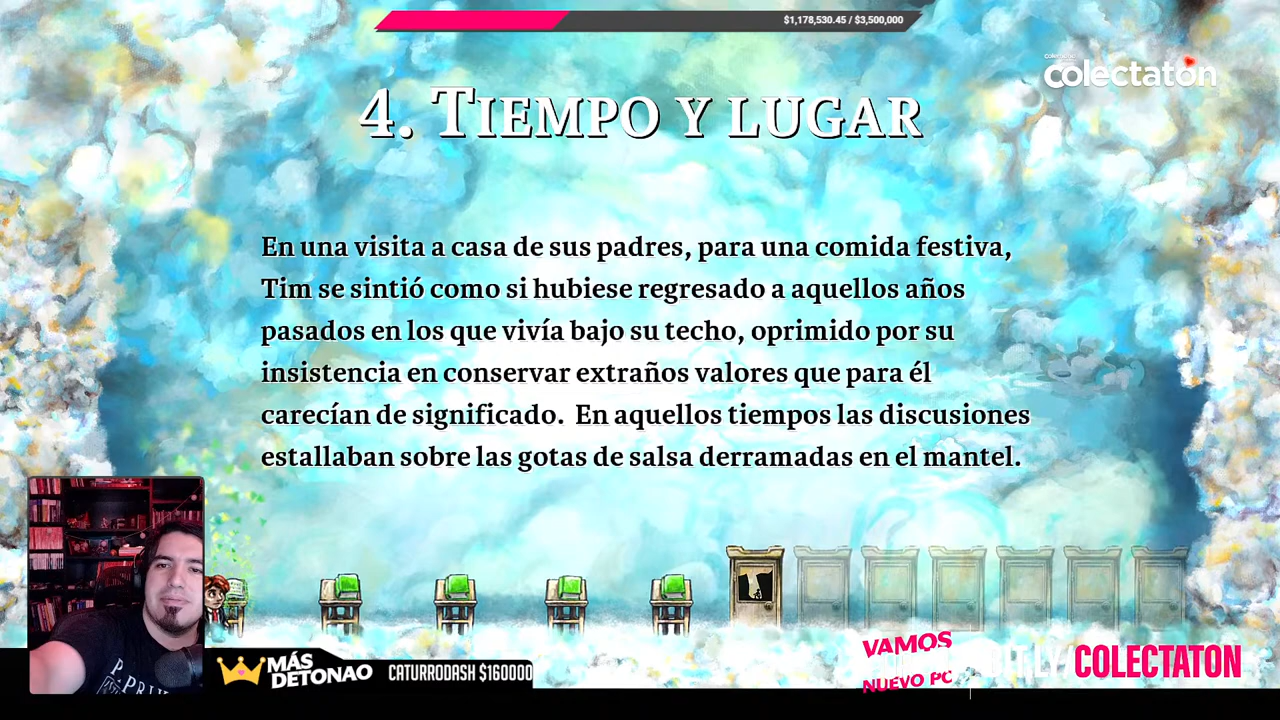 $1,178,530.45 / $3,500,000
colectatón
4. Tiempo y lugar
En una visita a casa de sus padres, para una comida festiva,
Tim se sintió como si hubiese regresado a aquellos años
pasados en los que vivía bajo su techo, oprimido por su
insistencia en conservar extraños valores que para él
carecían de significado.  En aquellos tiempos las discusiones
estallaban sobre las gotas de salsa derramadas en el mantel.
MÁS
DETONAO
CATURRODASH $160000
VAMOS
NUEVO PC
COLECTATON